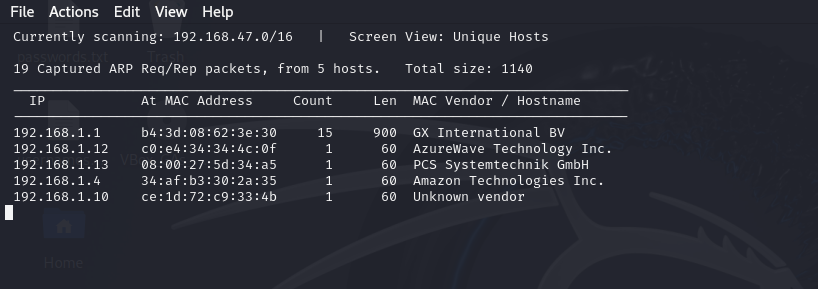 File Actions Edit View Help
Currently scanning: 192.168.47.0/16 | Screen View: Unique Hosts
19 Captured ARP Req/Rep packets, from 5 hosts. Total size: 1140
IP At MAC Address Count Len MAC Vendor / Hostname
192.168.1.1 b4:3d:08:62:3e:30 15 900 GX International BV
192.168.1.12 c0:e4:34:34:4c:0f 1 60 AzureWave Technology Inc.
192.168.1.13 08:00:27:5d:34:a5 1 60 PCS Systemtechnik GmbH
192.168.1.4 34:af:b3:30:2a:35 1 60 Amazon Technologies Inc.
192.168.1.10 ce:1d:72:c9:33:4b 1 60 Unknown vendor
passwords.txt Trash
Home